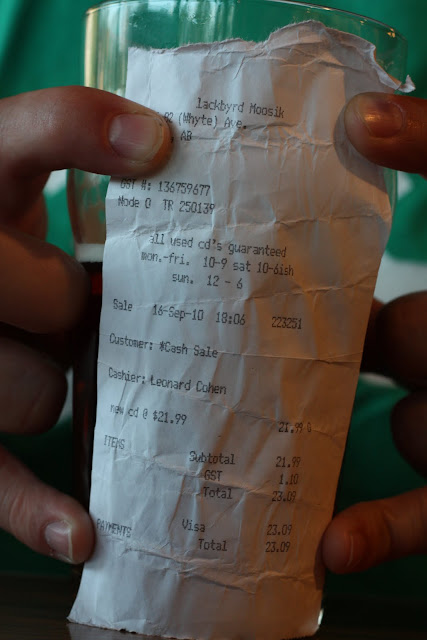 lackbyrd Moosik
82 (Whyte) Ave.
, AB
GST #: 136759677
Node @ TR 250139
all used cd's guaranteed
mon.-fri. 10-9 sat 10-6ish
sun. 12 - 6
Sale 16-Sep-10 18:06 223251
Customer: *Cash Sale
Cashier: Leonard Cohen
new cd @ $21.99 21.99 G
ITEMS Subtotal 21.99
GST 1.10
Total 23.09
PAYMENTS Visa 23.09
Total 23.09